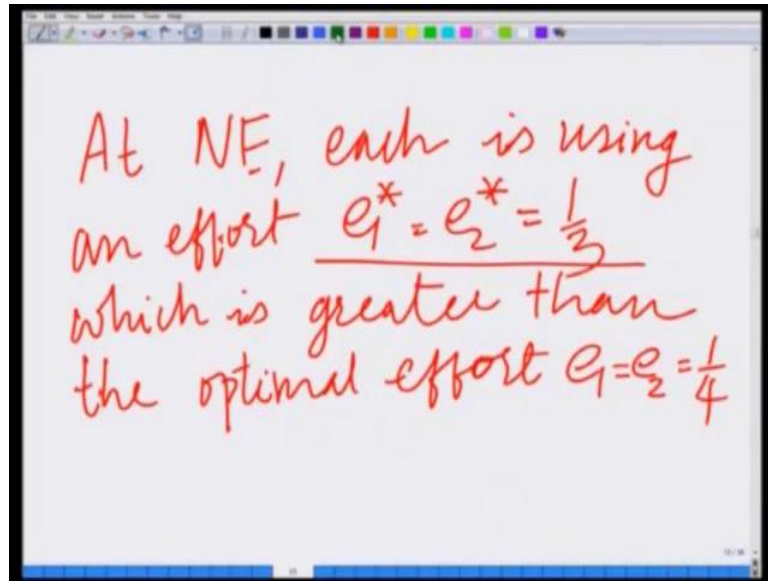 At NE, each is using
an effort e₁* = e₂* = 1/3
which is greater than
the optimal effort e₁ = e₂ = 1/4